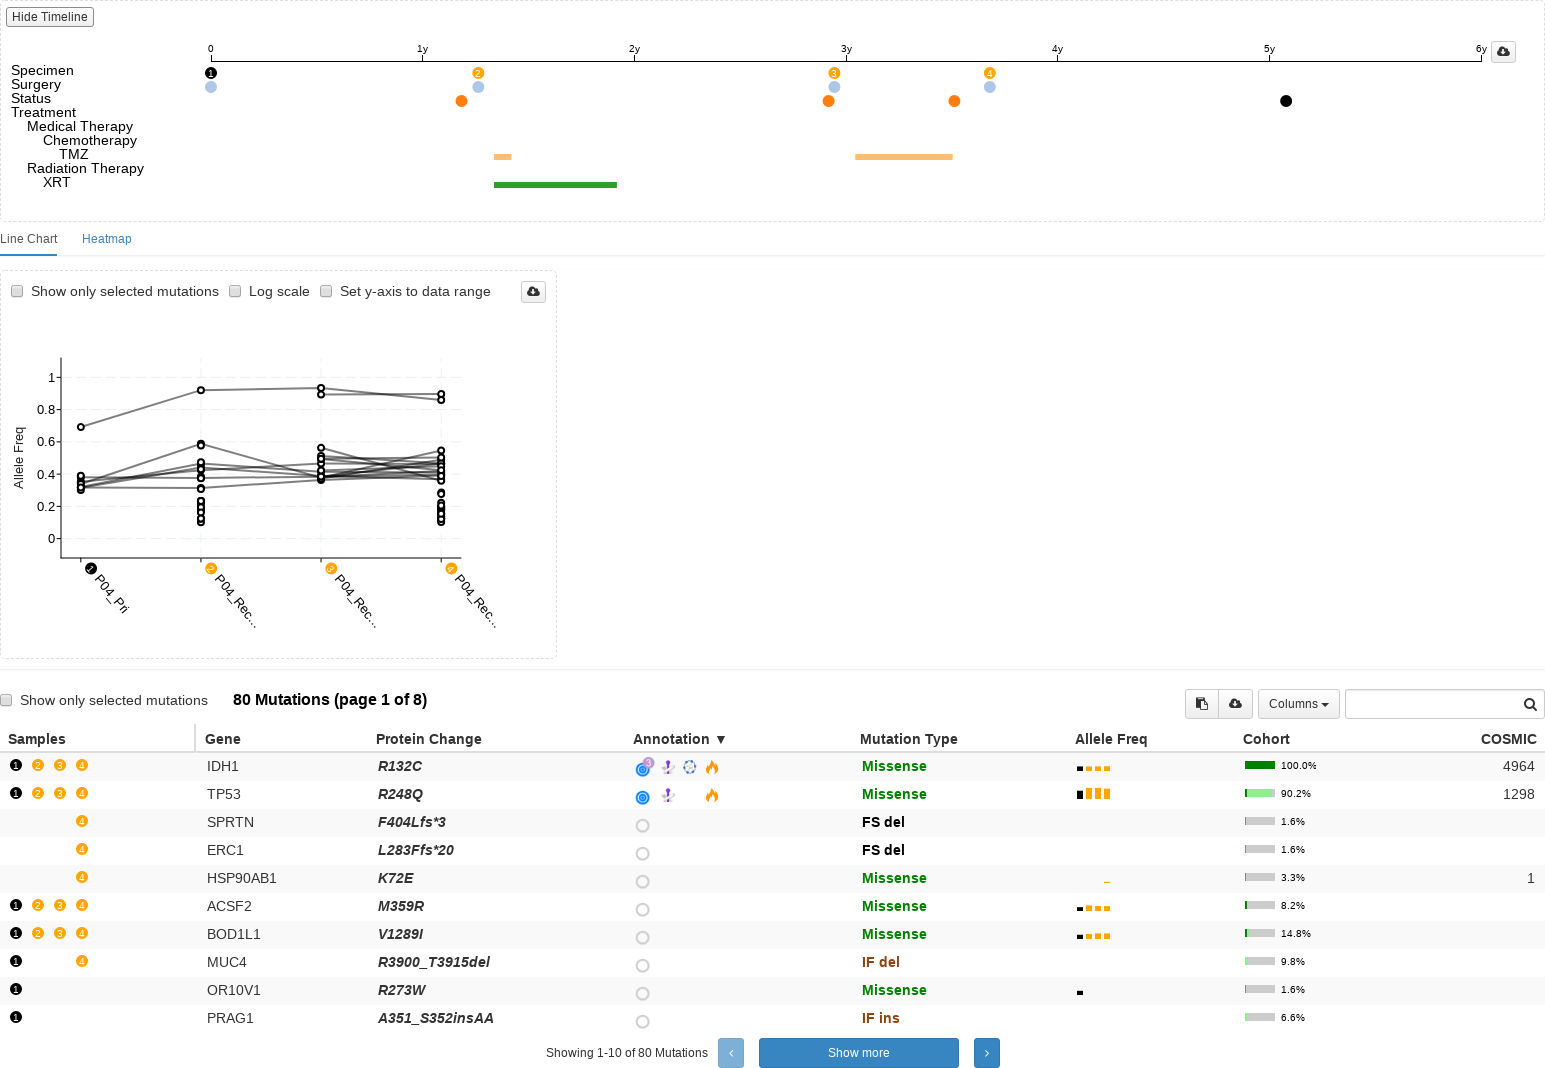 Hide Timeline
0 1y 2y 3y 4y 5y 6y
Specimen 1 2 3 4
Surgery
Status
Treatment
Medical Therapy
Chemotherapy
TMZ
Radiation Therapy
XRT
Line Chart Heatmap
Show only selected mutations Log scale Set y-axis to data range
1
0.8
0.6
0.4
0.2
0
Allele Freq
1 P04_Pri
2 P04_Rec...
3 P04_Rec...
4 P04_Rec...
Show only selected mutations 80 Mutations (page 1 of 8) Columns
Samples Gene Protein Change Annotation ▼ Mutation Type Allele Freq Cohort COSMIC
1 2 3 4 IDH1 R132C 3 Missense 100.0% 4964
1 2 3 4 TP53 R248Q Missense 90.2% 1298
4 SPRTN F404Lfs*3 FS del 1.6%
4 ERC1 L283Ffs*20 FS del 1.6%
4 HSP90AB1 K72E Missense 3.3% 1
1 2 3 4 ACSF2 M359R Missense 8.2%
1 2 3 4 BOD1L1 V1289I Missense 14.8%
1 4 MUC4 R3900_T3915del IF del 9.8%
1 OR10V1 R273W Missense 1.6%
1 PRAG1 A351_S352insAA IF ins 6.6%
Showing 1-10 of 80 Mutations ‹ Show more ›